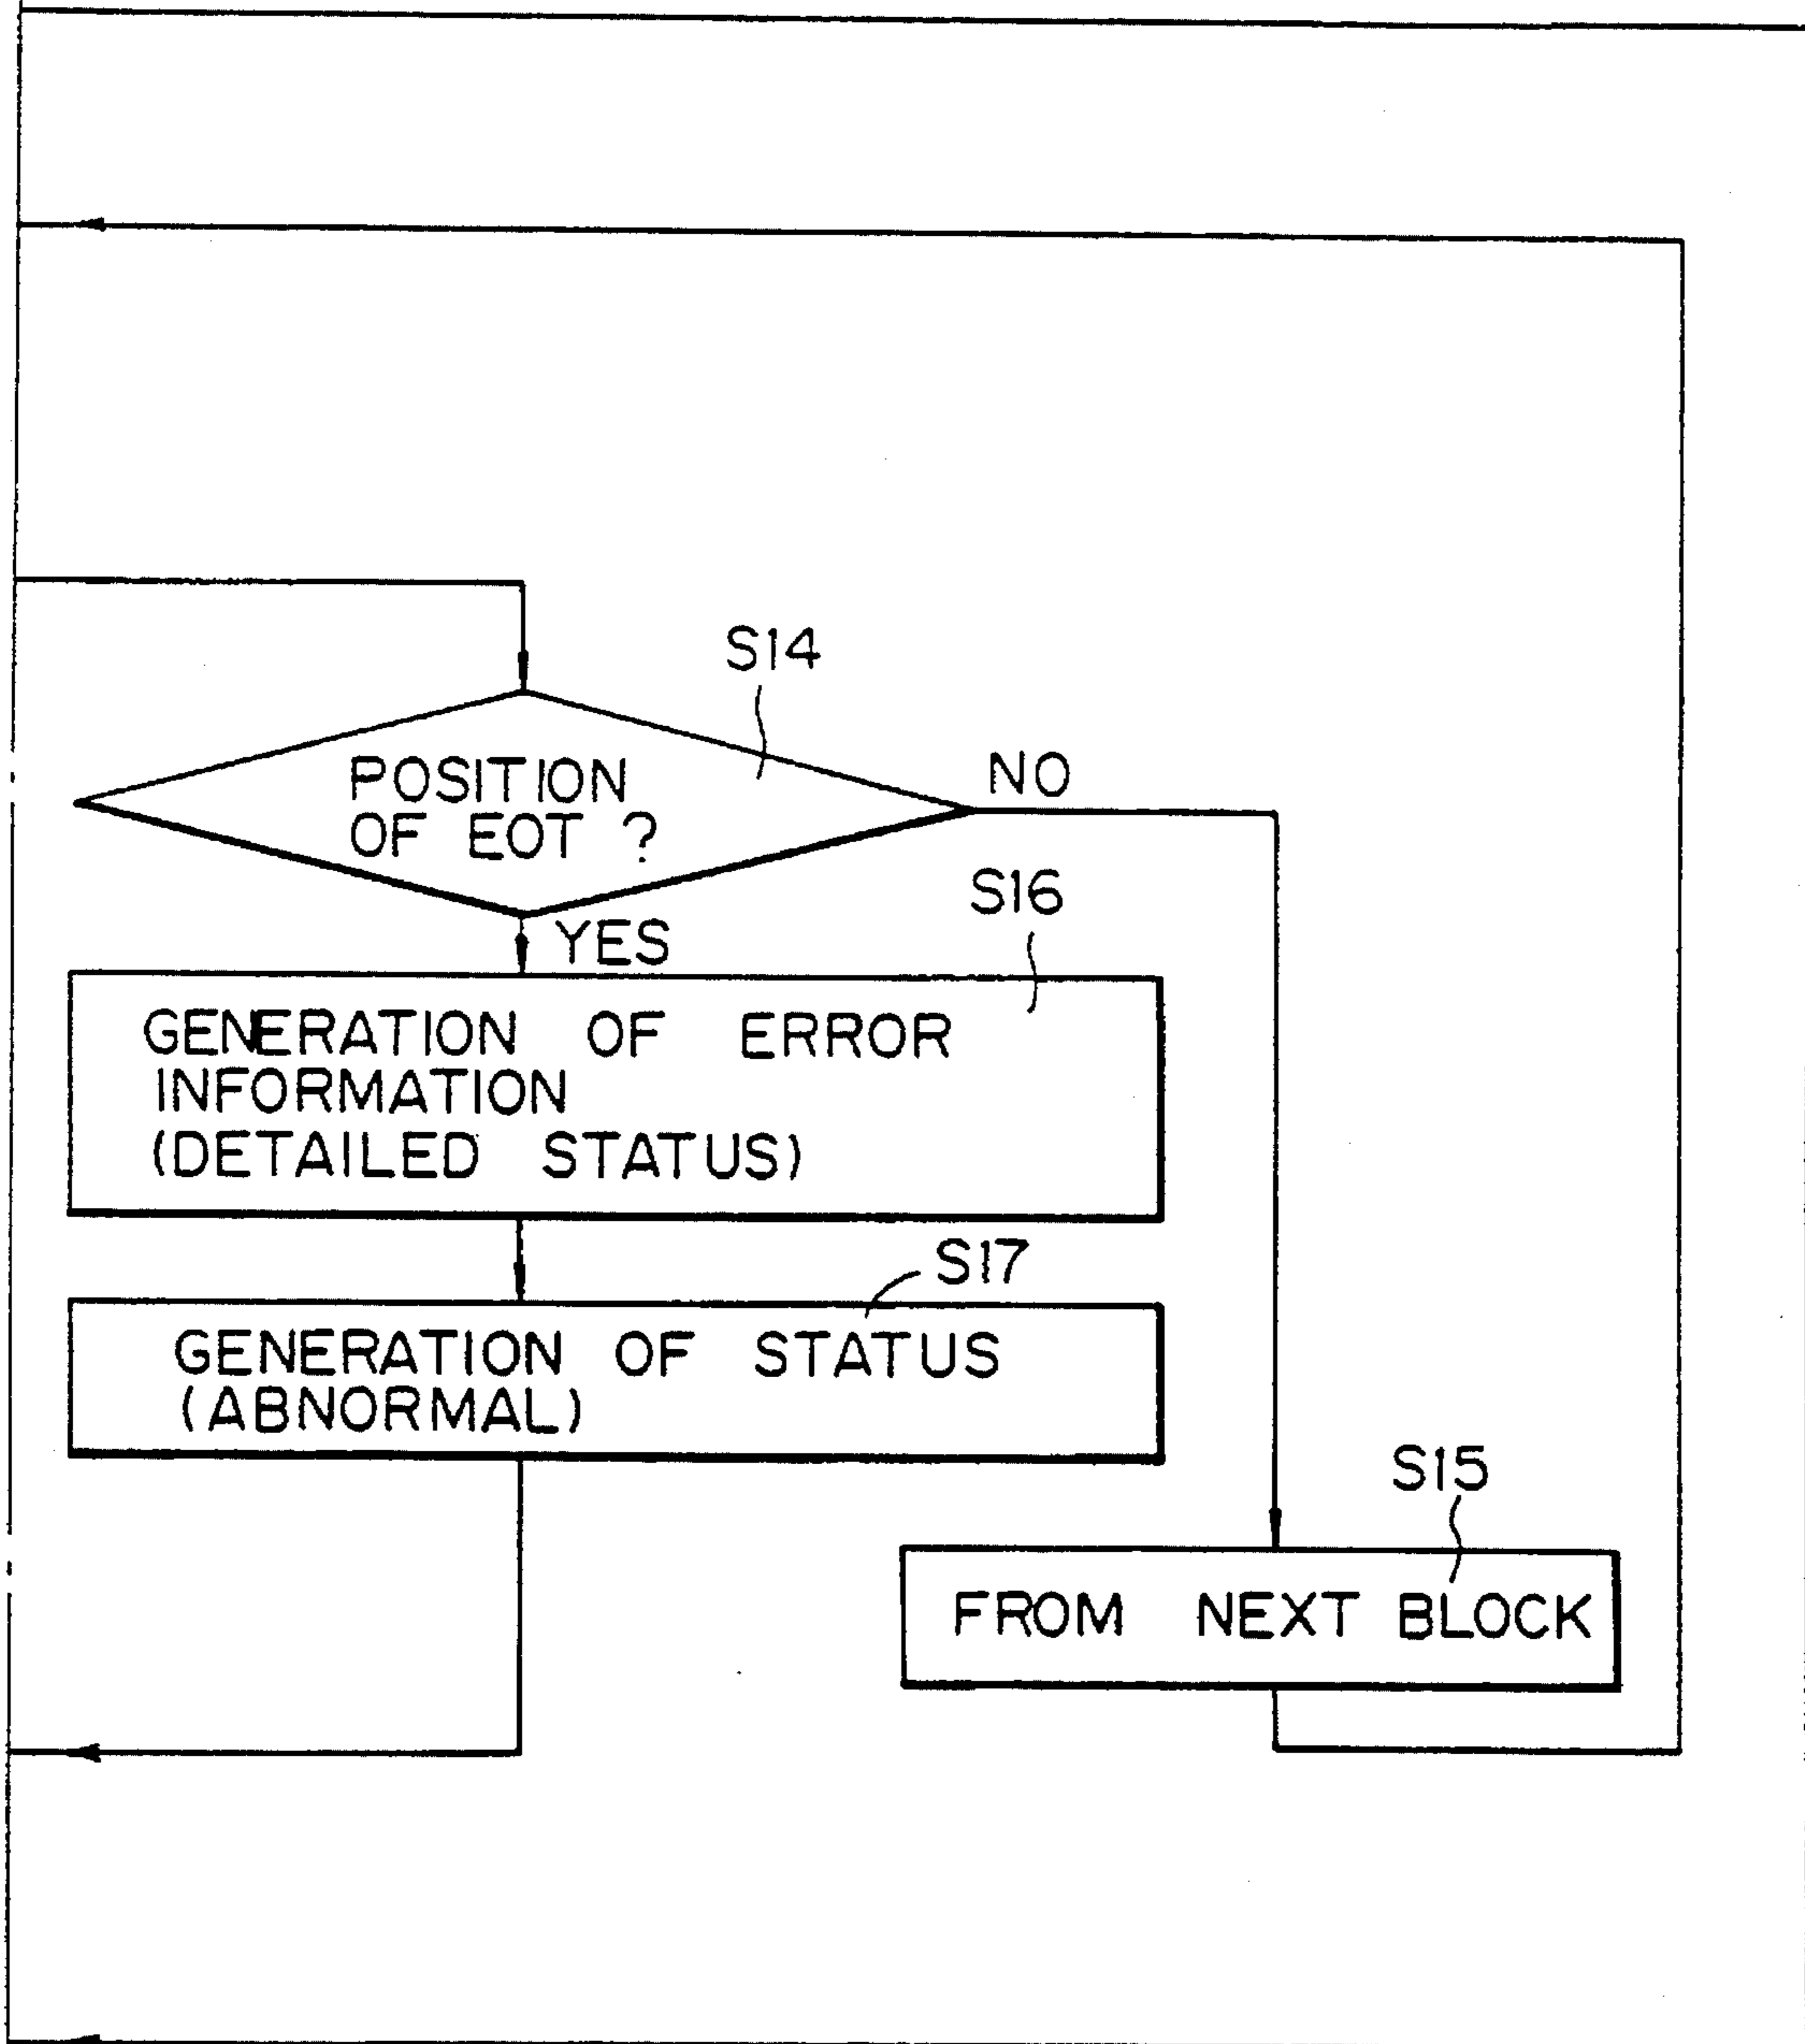 S14
POSITION
OF EOT ?
NO
YES
S16
GENERATION OF ERROR
INFORMATION
(DETAILED STATUS)
S17
GENERATION OF STATUS
(ABNORMAL)
S15
FROM NEXT BLOCK